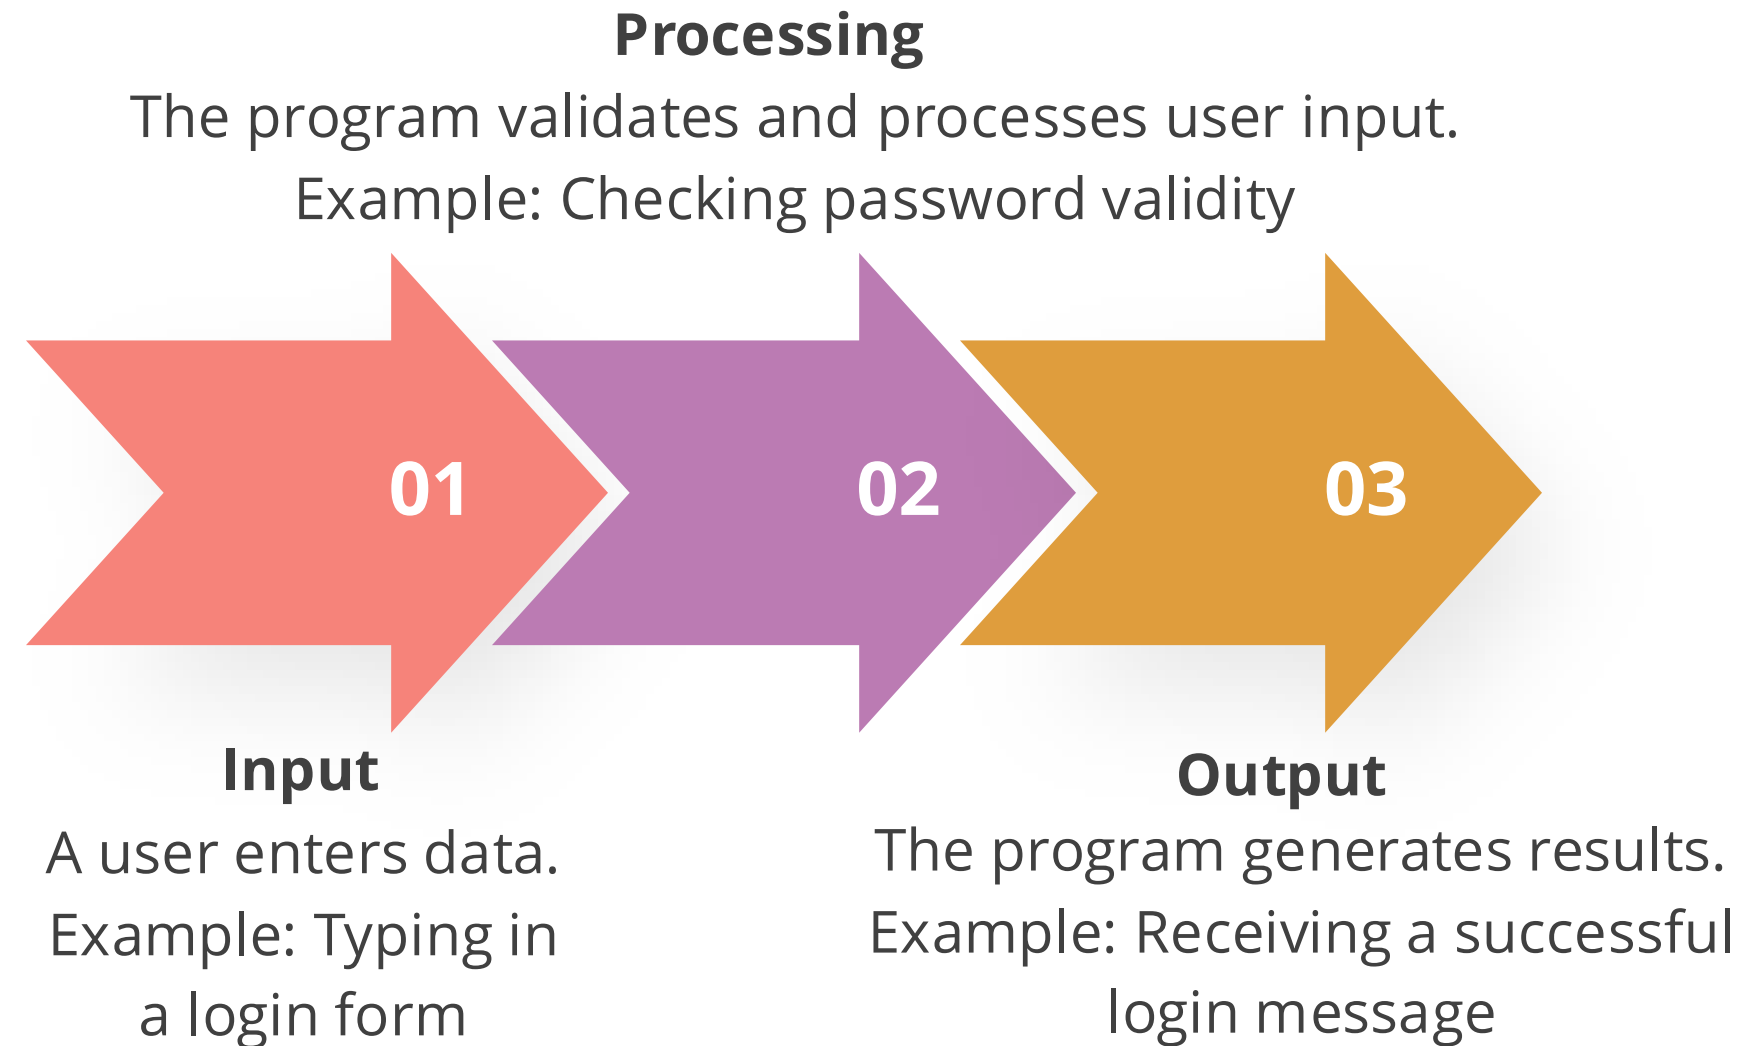 Processing
The program validates and processes user input.
Example: Checking password validity
01
02
03
Input
A user enters data.
Example: Typing in
a login form
Output
The program generates results.
Example: Receiving a successful
login message